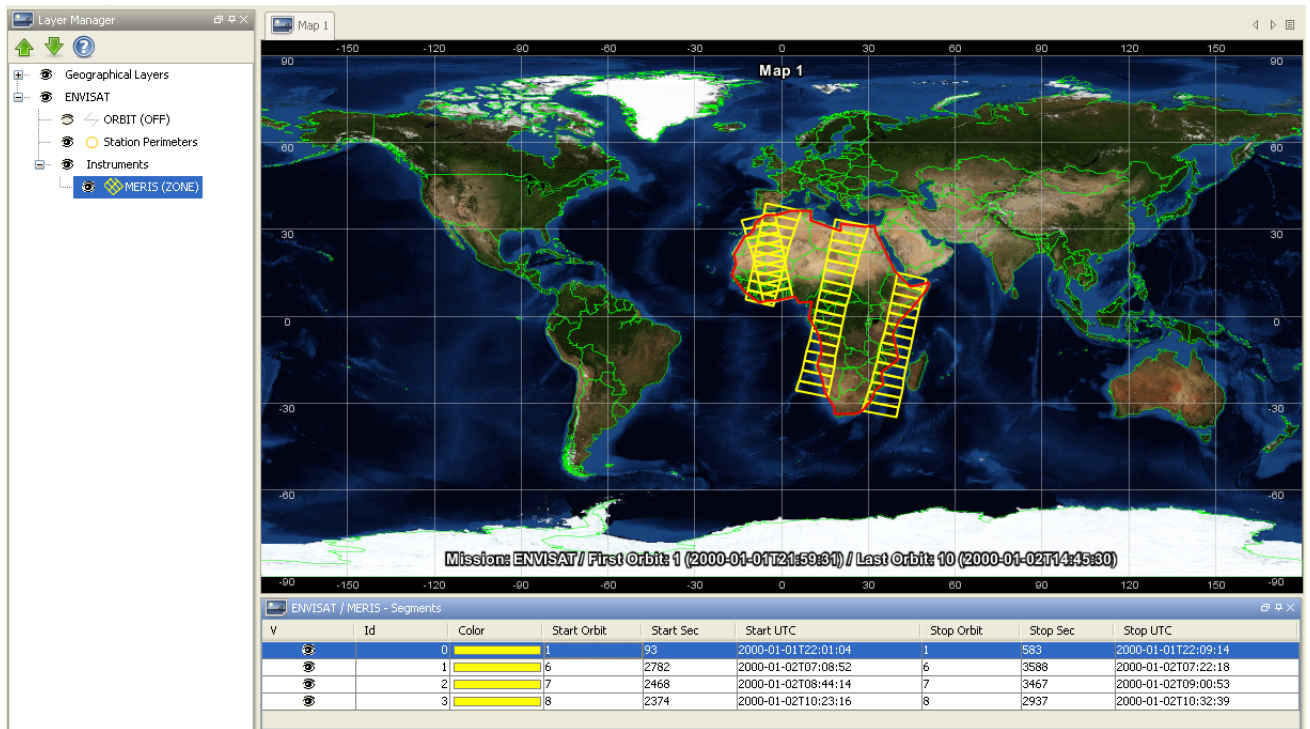 Layer Manager
Geographical Layers
ENVISAT
ORBIT (OFF)
Station Perimeters
Instruments
MERIS (ZONE)
Map 1
-150 -120 -90 -60 -30 0 30 60 90 120 150
90 Map 1 90
60 60
30 30
0 0
-30 -30
-60 -60
Mission: ENVISAT / First Orbit: 1 (2000-01-01T21:59:31) / Last Orbit: 10 (2000-01-02T14:45:30)
-90 -150 -120 -90 -60 -30 0 30 60 90 120 150 -90
ENVISAT / MERIS - Segments
V Id Color Start Orbit Start Sec Start UTC Stop Orbit Stop Sec Stop UTC
0 1 93 2000-01-01T22:01:04 1 583 2000-01-01T22:09:14
1 6 2782 2000-01-02T07:08:52 6 3588 2000-01-02T07:22:18
2 7 2468 2000-01-02T08:44:14 7 3467 2000-01-02T09:00:53
3 8 2374 2000-01-02T10:23:16 8 2937 2000-01-02T10:32:39